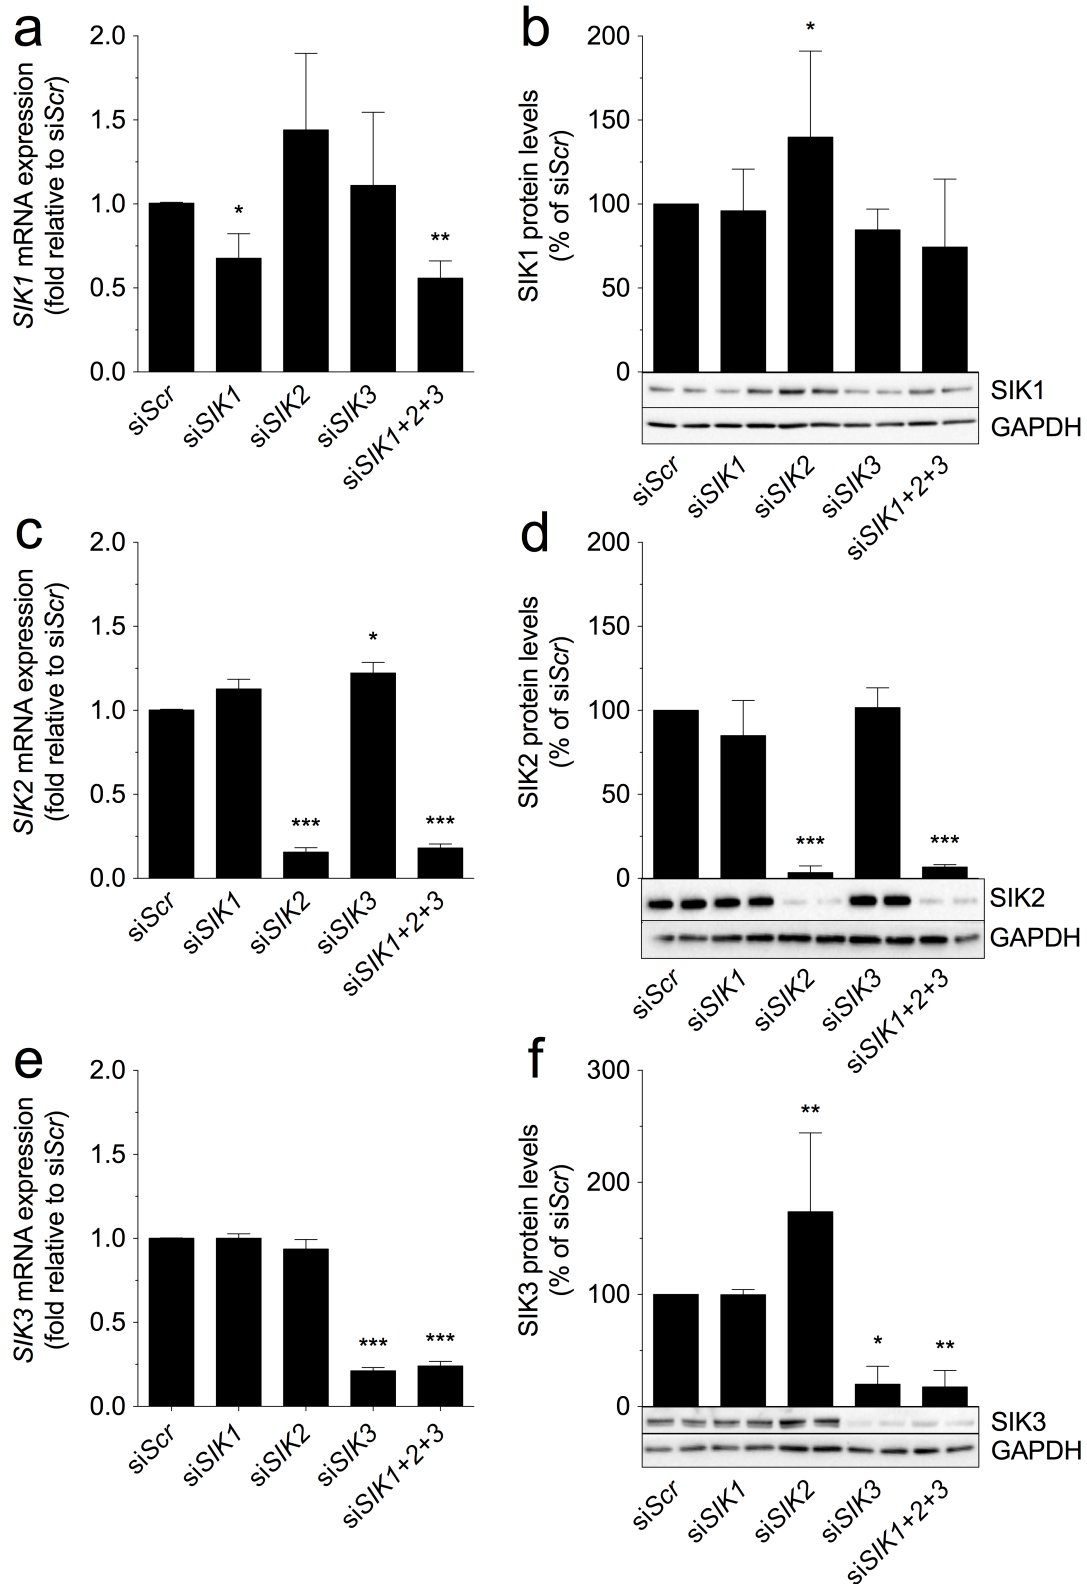 a
SIK1 mRNA expression
(fold relative to siScr)
2.0
1.5
1.0
0.5
0.0
*
**
siScr
siSIK1
siSIK2
siSIK3
siSIK1+2+3
b
SIK1 protein levels
(% of siScr)
200
150
100
50
0
*
SIK1
GAPDH
siScr
siSIK1
siSIK2
siSIK3
siSIK1+2+3
c
SIK2 mRNA expression
(fold relative to siScr)
2.0
1.5
1.0
0.5
0.0
***
*
***
siScr
siSIK1
siSIK2
siSIK3
siSIK1+2+3
d
SIK2 protein levels
(% of siScr)
200
150
100
50
0
***
***
SIK2
GAPDH
siScr
siSIK1
siSIK2
siSIK3
siSIK1+2+3
e
SIK3 mRNA expression
(fold relative to siScr)
2.0
1.5
1.0
0.5
0.0
***
***
siScr
siSIK1
siSIK2
siSIK3
siSIK1+2+3
f
SIK3 protein levels
(% of siScr)
300
200
100
0
**
*
**
SIK3
GAPDH
siScr
siSIK1
siSIK2
siSIK3
siSIK1+2+3